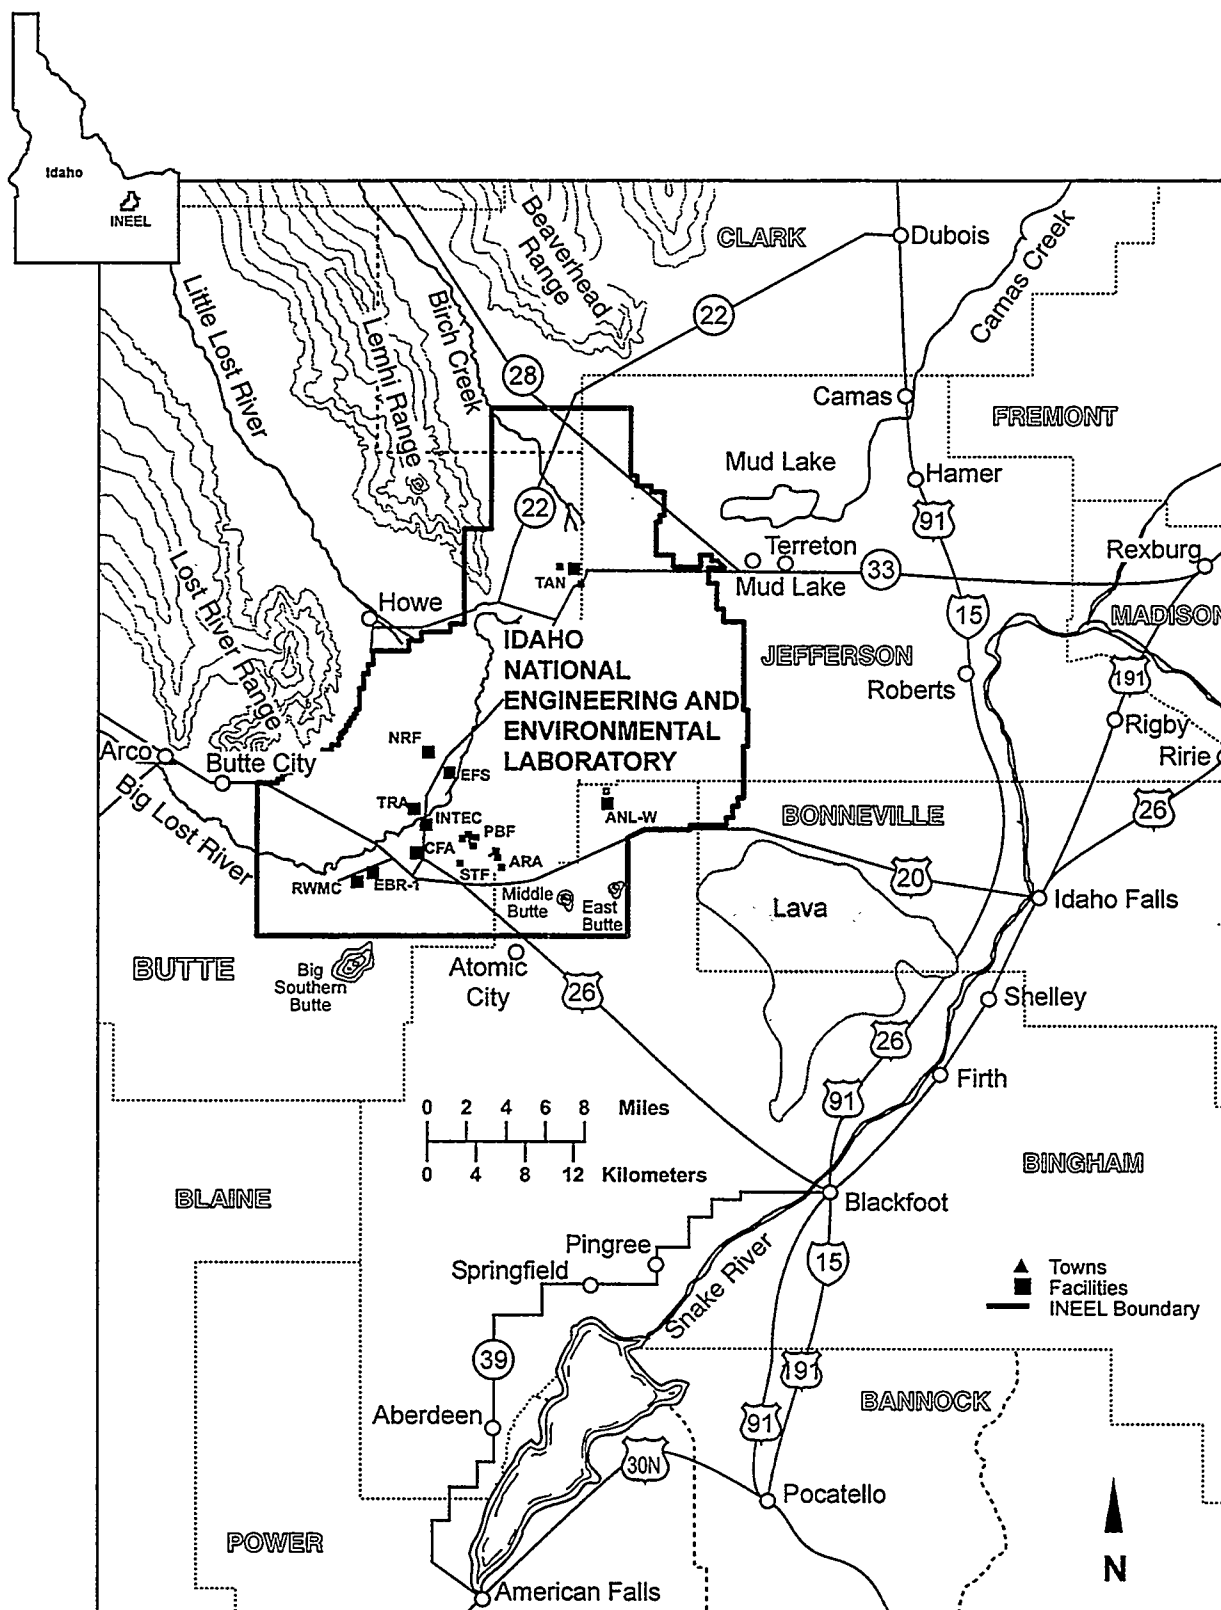 Idaho
INEEL
Beaverhead
Range
CLARK
Dubois
Camas Creek
Little Lost River
Birch Creek
Lemhi Range
22
28
Camas
FREMONT
Mud Lake
Hamer
22
91
Lost River Range
Terreton
Rexburg
TAN
Mud Lake
33
Howe
15
MADISON
IDAHO
NATIONAL
ENGINEERING AND
ENVIRONMENTAL
LABORATORY
JEFFERSON
Roberts
191
Rigby
NRF
Arco
Butte City
EFS
Ririe
Big Lost River
TRA
INTEC
ANL-W
BONNEVILLE
26
PBF
CFA
ARA
STF
RWMC
EBR-1
20
Middle
Butte
East
Butte
Lava
Idaho Falls
BUTTE
Big
Southern
Butte
Atomic
City
26
Shelley
26
Firth
91
0 2 4 6 8 Miles
0 4 8 12 Kilometers
BINGHAM
BLAINE
Blackfoot
Pingree
Springfield
Snake River
15
Towns
Facilities
INEEL Boundary
39
191
BANNOCK
Aberdeen
91
30N
Pocatello
POWER
N
American Falls